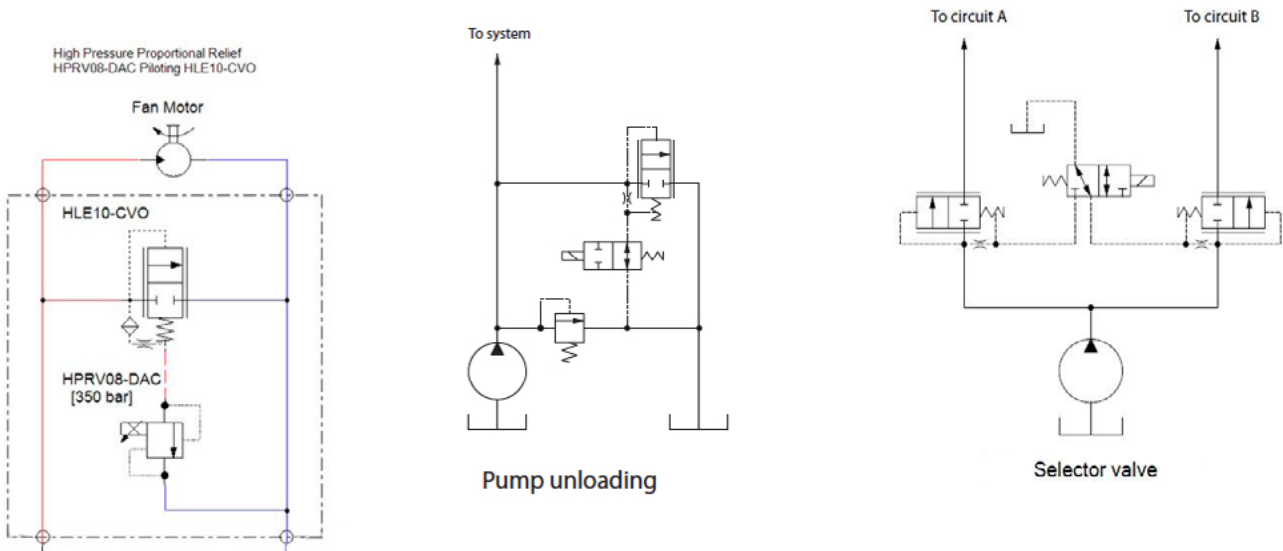 High Pressure Proportional Relief
HPRV08-DAC Piloting HLE10-CVO
Fan Motor
HLE10-CVO
HPRV08-DAC
[350 bar]
To system
Pump unloading
To circuit A
To circuit B
Selector valve